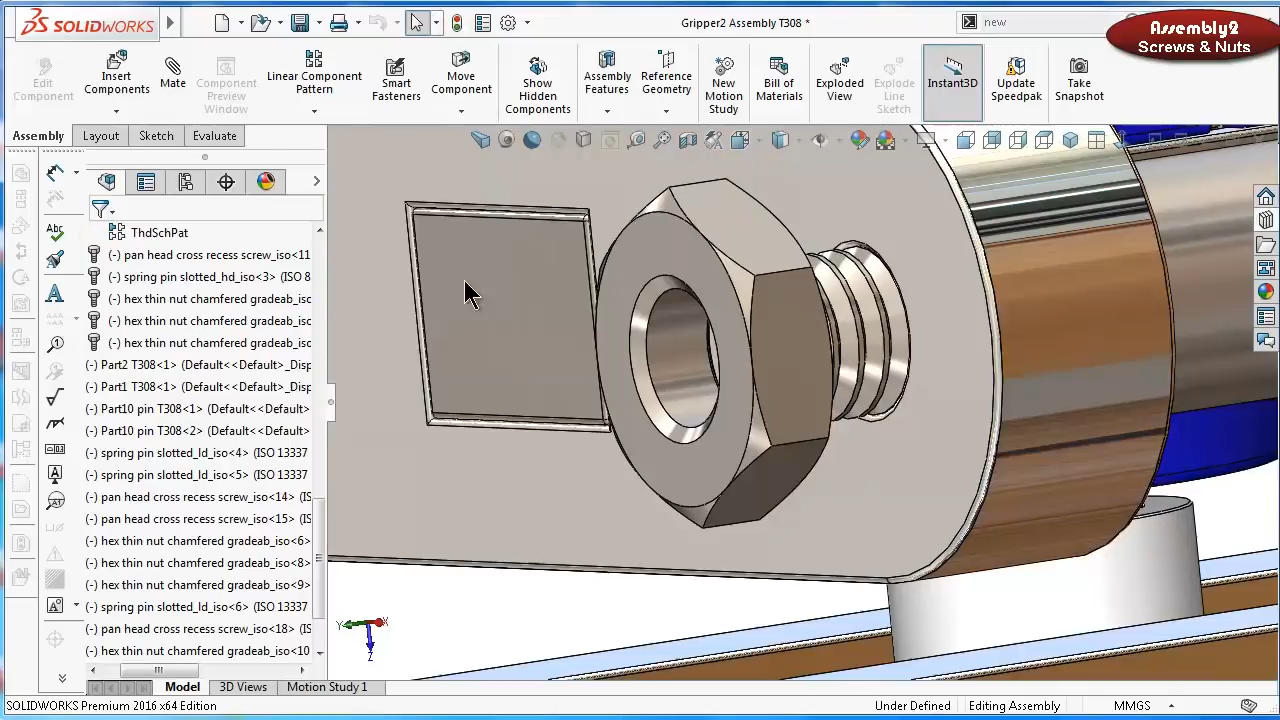 SOLIDWORKS
Gripper2 Assembly T308 *
new
Assembly2
Screws & Nuts
Edit Component
Insert Components
Mate
Component Preview Window
Linear Component Pattern
Smart Fasteners
Move Component
Show Hidden Components
Assembly Features
Reference Geometry
New Motion Study
Bill of Materials
Exploded View
Explode Line Sketch
Instant3D
Update Speedpak
Take Snapshot
Assembly
Layout
Sketch
Evaluate
ThdSchPat
(-) pan head cross recess screw_iso<11
(-) spring pin slotted_hd_iso<3> (ISO 8
(-) hex thin nut chamfered gradeab_iso
(-) hex thin nut chamfered gradeab_iso
(-) hex thin nut chamfered gradeab_iso
(-) Part2 T308<1> (Default<<Default>_Disp
(-) Part1 T308<1> (Default<<Default>_Disp
(-) Part10 pin T308<1> (Default<<Default>
(-) Part10 pin T308<2> (Default<<Default>
(-) spring pin slotted_ld_iso<4> (ISO 13337
(-) spring pin slotted_ld_iso<5> (ISO 13337
(-) pan head cross recess screw_iso<14> (IS
(-) pan head cross recess screw_iso<15> (IS
(-) hex thin nut chamfered gradeab_iso<6>
(-) hex thin nut chamfered gradeab_iso<8>
(-) hex thin nut chamfered gradeab_iso<9>
(-) spring pin slotted_ld_iso<6> (ISO 13337
(-) pan head cross recess screw_iso<18> (IS
(-) hex thin nut chamfered gradeab_iso<10
Y X
Z
Model
3D Views
Motion Study 1
SOLIDWORKS Premium 2016 x64 Edition
Under Defined
Editing Assembly
MMGS